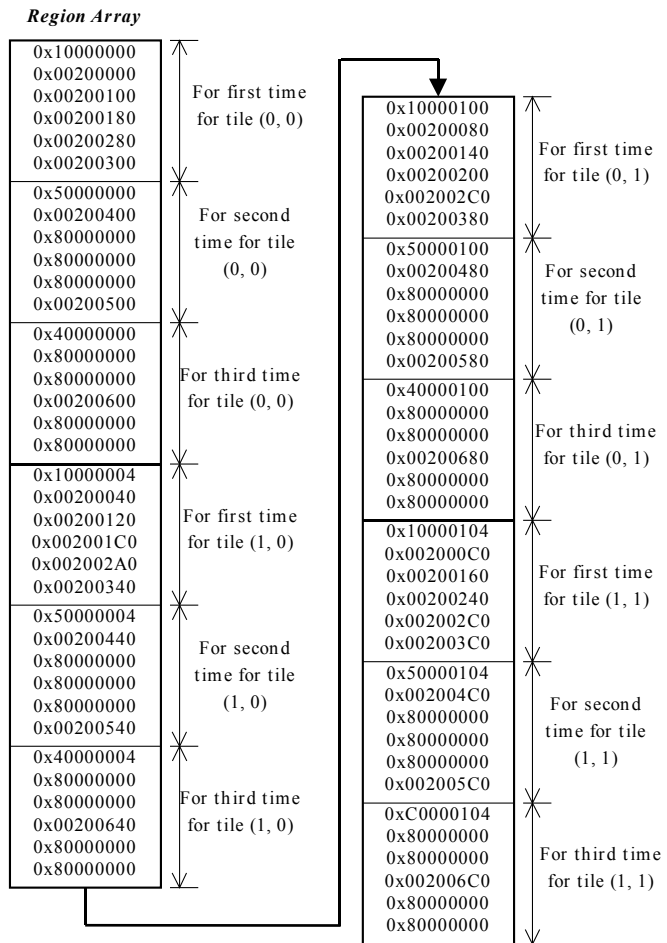 Region Array
0x10000000
0x00200000
0x00200100
0x00200180
0x00200280
0x00200300
For first time
for tile (0, 0)
0x50000000
0x00200400
0x80000000
0x80000000
0x80000000
0x00200500
For second
time for tile
(0, 0)
0x40000000
0x80000000
0x80000000
0x00200600
0x80000000
0x80000000
For third time
for tile (0, 0)
0x10000004
0x00200040
0x00200120
0x002001C0
0x002002A0
0x00200340
For first time
for tile (1, 0)
0x50000004
0x00200440
0x80000000
0x80000000
0x80000000
0x00200540
For second
time for tile
(1, 0)
0x40000004
0x80000000
0x80000000
0x00200640
0x80000000
0x80000000
For third time
for tile (1, 0)
0x10000100
0x00200080
0x00200140
0x00200200
0x002002C0
0x00200380
For first time
for tile (0, 1)
0x50000100
0x00200480
0x80000000
0x80000000
0x80000000
0x00200580
For second
time for tile
(0, 1)
0x40000100
0x80000000
0x80000000
0x00200680
0x80000000
0x80000000
For third time
for tile (0, 1)
0x10000104
0x002000C0
0x00200160
0x00200240
0x002002C0
0x002003C0
For first time
for tile (1, 1)
0x50000104
0x002004C0
0x80000000
0x80000000
0x80000000
0x002005C0
For second
time for tile
(1, 1)
0xC0000104
0x80000000
0x80000000
0x002006C0
0x80000000
0x80000000
For third time
for tile (1, 1)